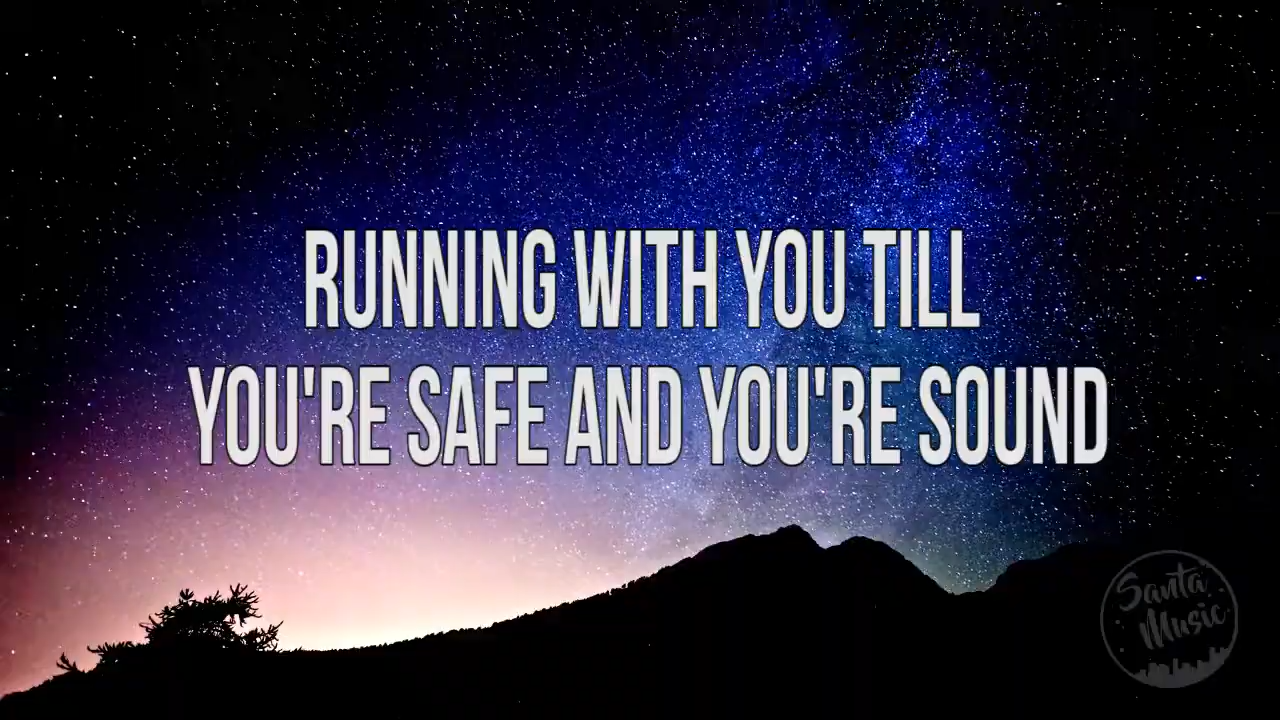 RUNNING WITH YOU TILL
YOU'RE SAFE AND YOU'RE SOUND
Santa
Music